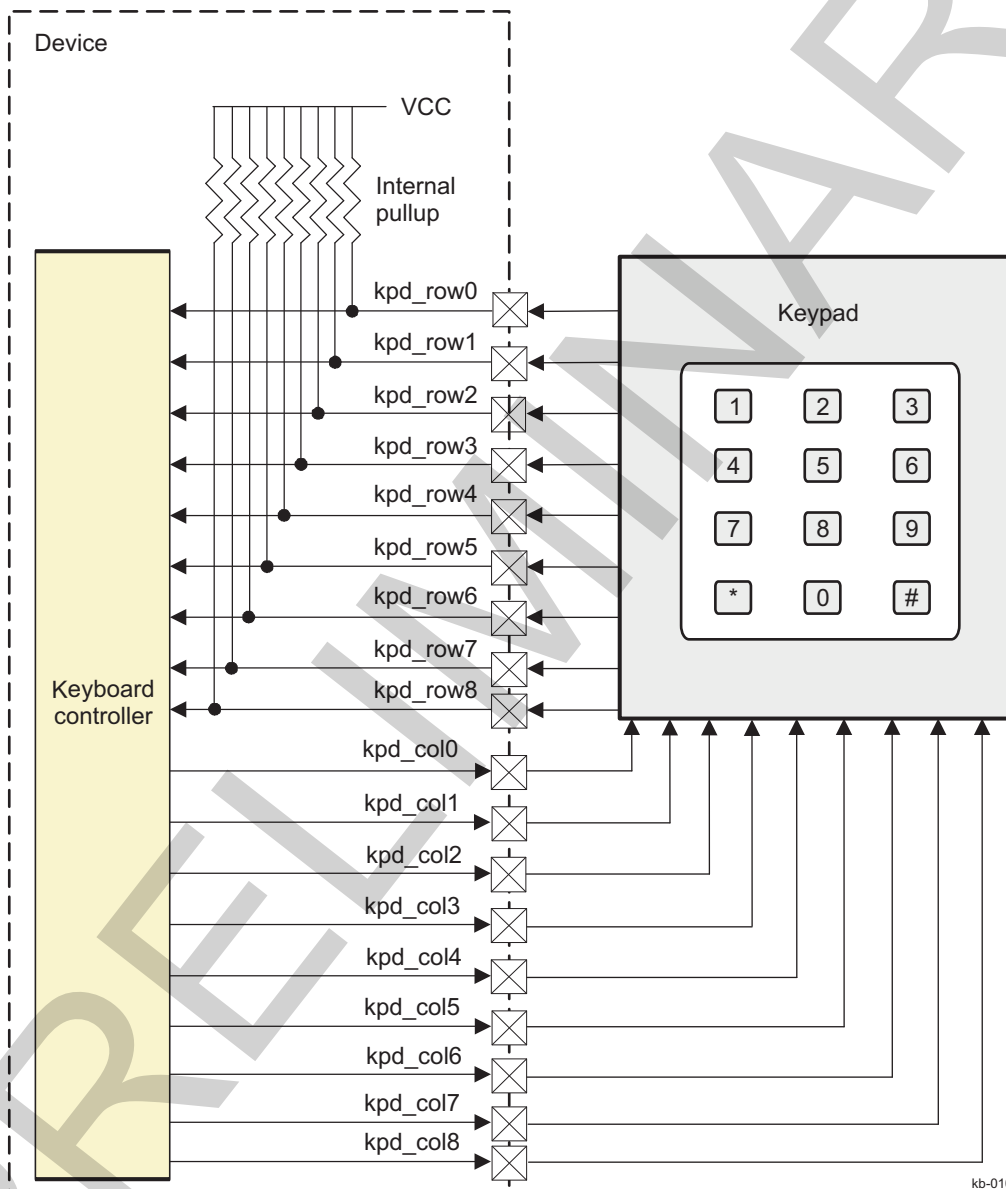 Device
VCC
Internal
pullup
kpd_row0
kpd_row1
kpd_row2
kpd_row3
kpd_row4
kpd_row5
kpd_row6
kpd_row7
kpd_row8
Keyboard
controller
kpd_col0
kpd_col1
kpd_col2
kpd_col3
kpd_col4
kpd_col5
kpd_col6
kpd_col7
kpd_col8
Keypad
1 2 3
4 5 6
7 8 9
* 0 #